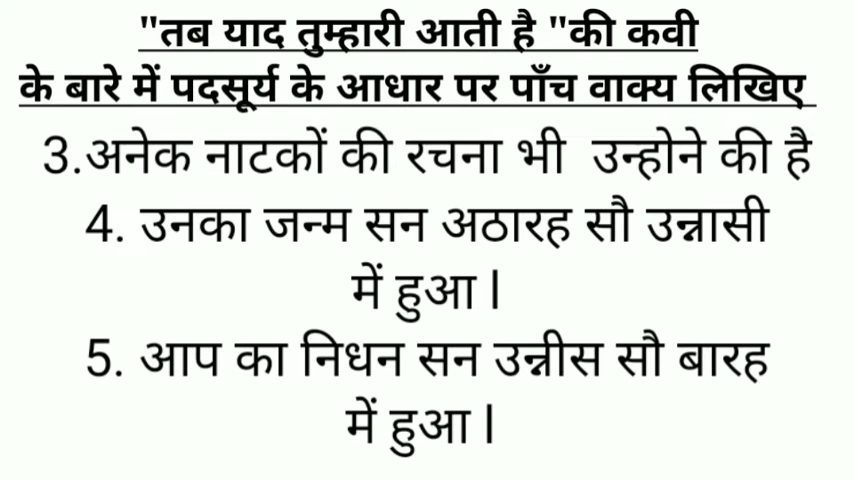 "तब याद तुम्हारी आती है "की कवी
के बारे में पदसूर्य के आधार पर पाँच वाक्य लिखिए
3.अनेक नाटकों की रचना भी उन्होने की है
4. उनका जन्म सन अठारह सौ उन्नासी
में हुआ।
5. आप का निधन सन उन्नीस सौ बारह
में हुआ।